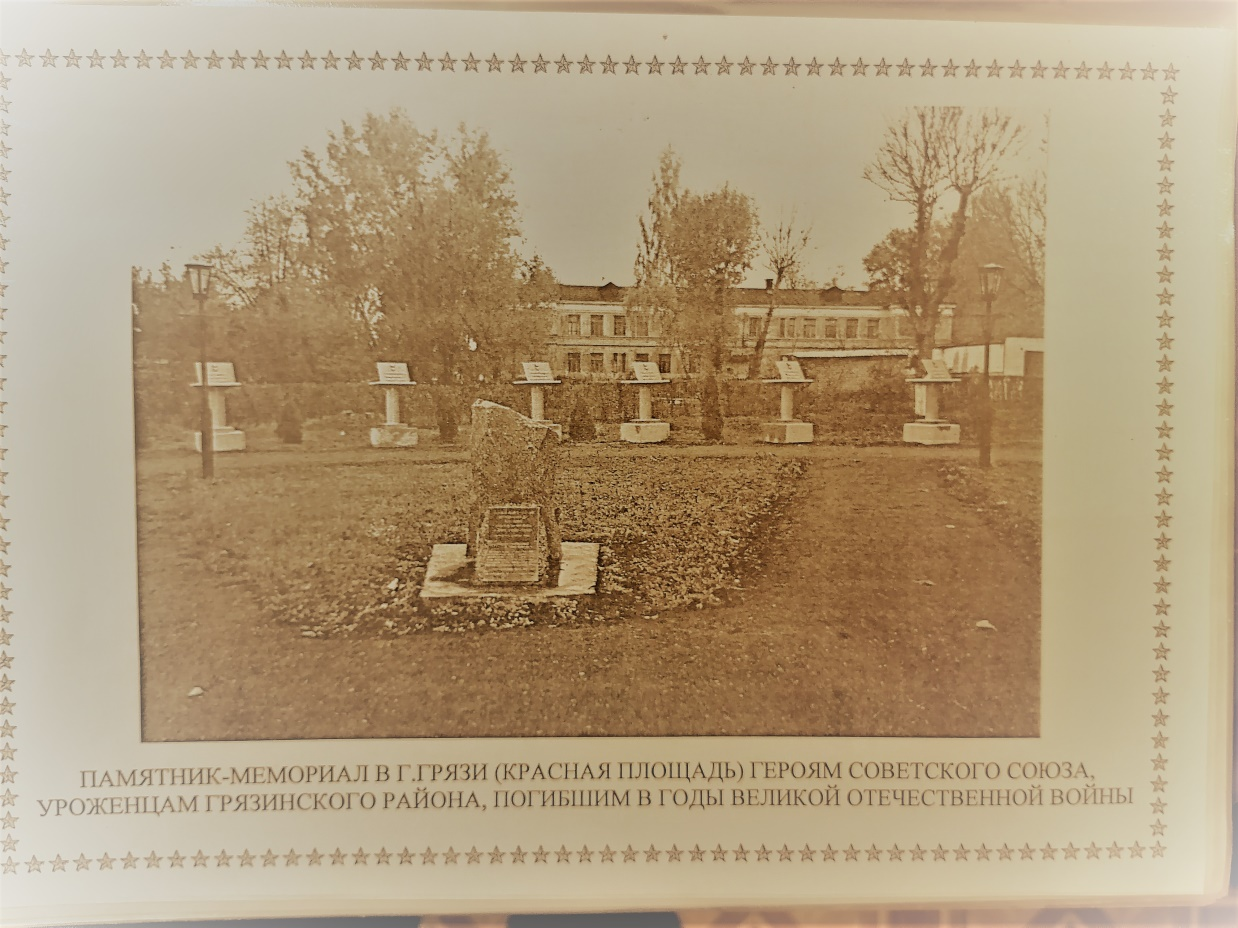 ПАМЯТНИК-МЕМОРИАЛ В Г.ГРЯЗИ (КРАСНАЯ ПЛОЩАДЬ) ГЕРОЯМ СОВЕТСКОГО СОЮЗА,
УРОЖЕНЦАМ ГРЯЗИНСКОГО РАЙОНА, ПОГИБШИМ В ГОДЫ ВЕЛИКОЙ ОТЕЧЕСТВЕННОЙ ВОЙНЫ